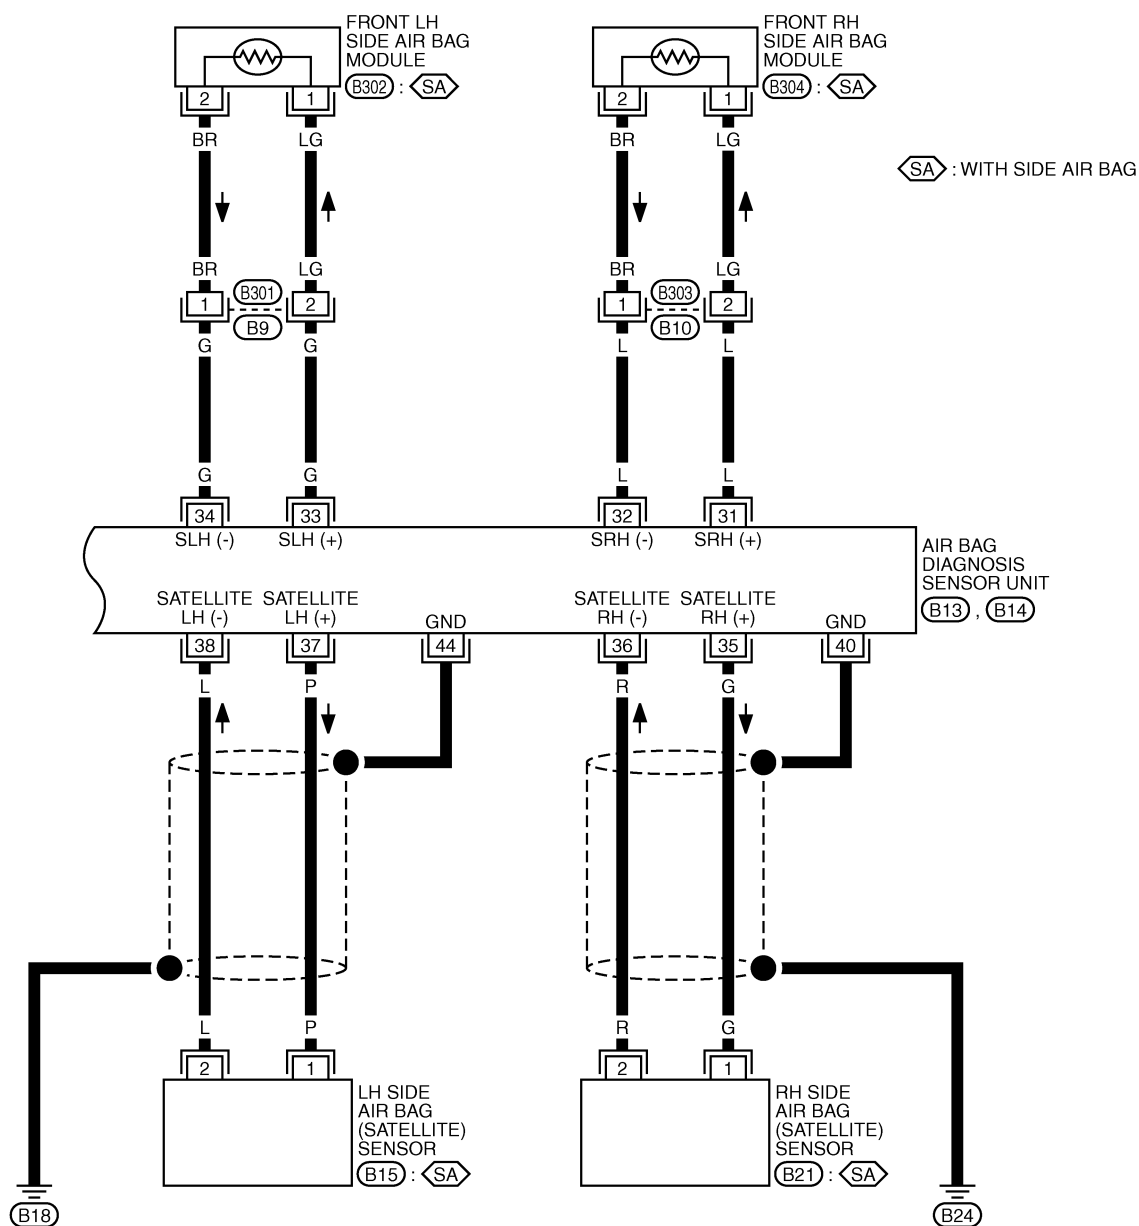 FRONT LH
SIDE AIR BAG
MODULE
B302 : SA
FRONT RH
SIDE AIR BAG
MODULE
B304 : SA
2 1 2 1
BR LG BR LG
SA : WITH SIDE AIR BAG
BR LG BR LG
B301 B303
1 2 1 2
B9 B10
G G L L
G G L L
34 33 32 31
SLH (-) SLH (+) SRH (-) SRH (+)
AIR BAG
DIAGNOSIS
SENSOR UNIT
B13 , B14
SATELLITE
LH (-)
SATELLITE
LH (+)
GND
SATELLITE
RH (-)
SATELLITE
RH (+)
GND
38 37 44 36 35 40
L P R G
L P R G
2 1 2 1
LH SIDE
AIR BAG
(SATELLITE)
SENSOR
B15 : SA
RH SIDE
AIR BAG
(SATELLITE)
SENSOR
B21 : SA
B18 B24